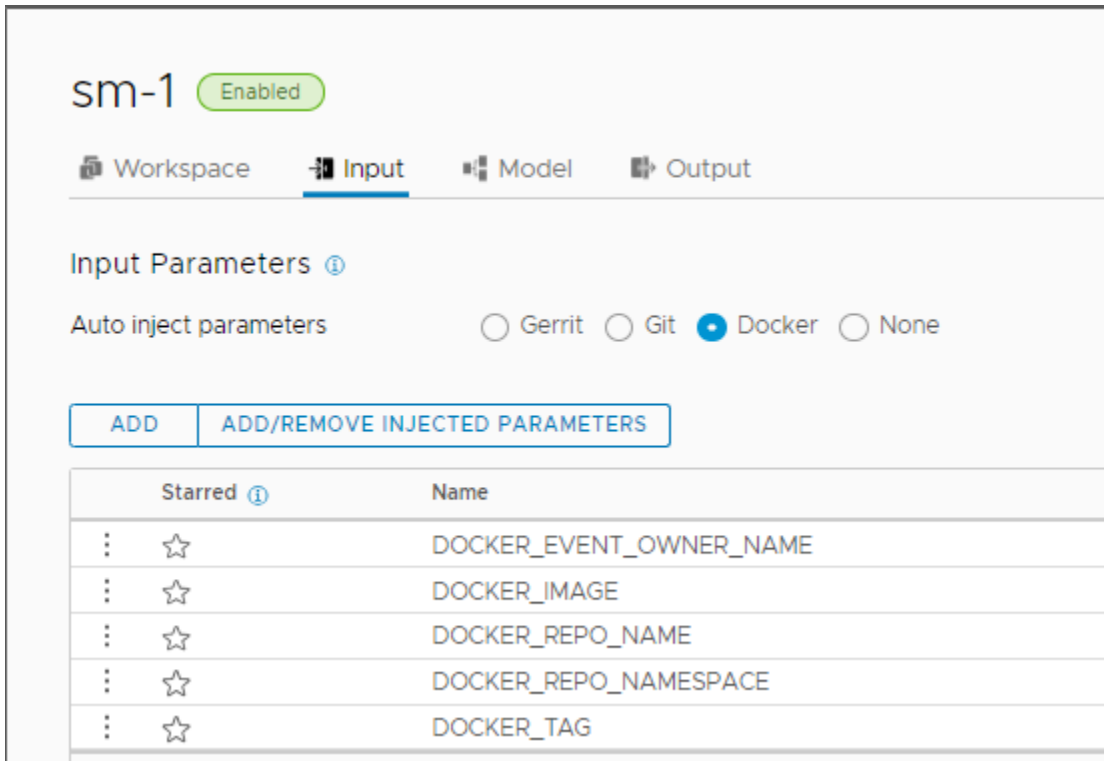 sm-1 Enabled
Workspace Input Model Output
Input Parameters
Auto inject parameters Gerrit Git Docker None
ADD ADD/REMOVE INJECTED PARAMETERS
Starred Name
DOCKER_EVENT_OWNER_NAME
DOCKER_IMAGE
DOCKER_REPO_NAME
DOCKER_REPO_NAMESPACE
DOCKER_TAG